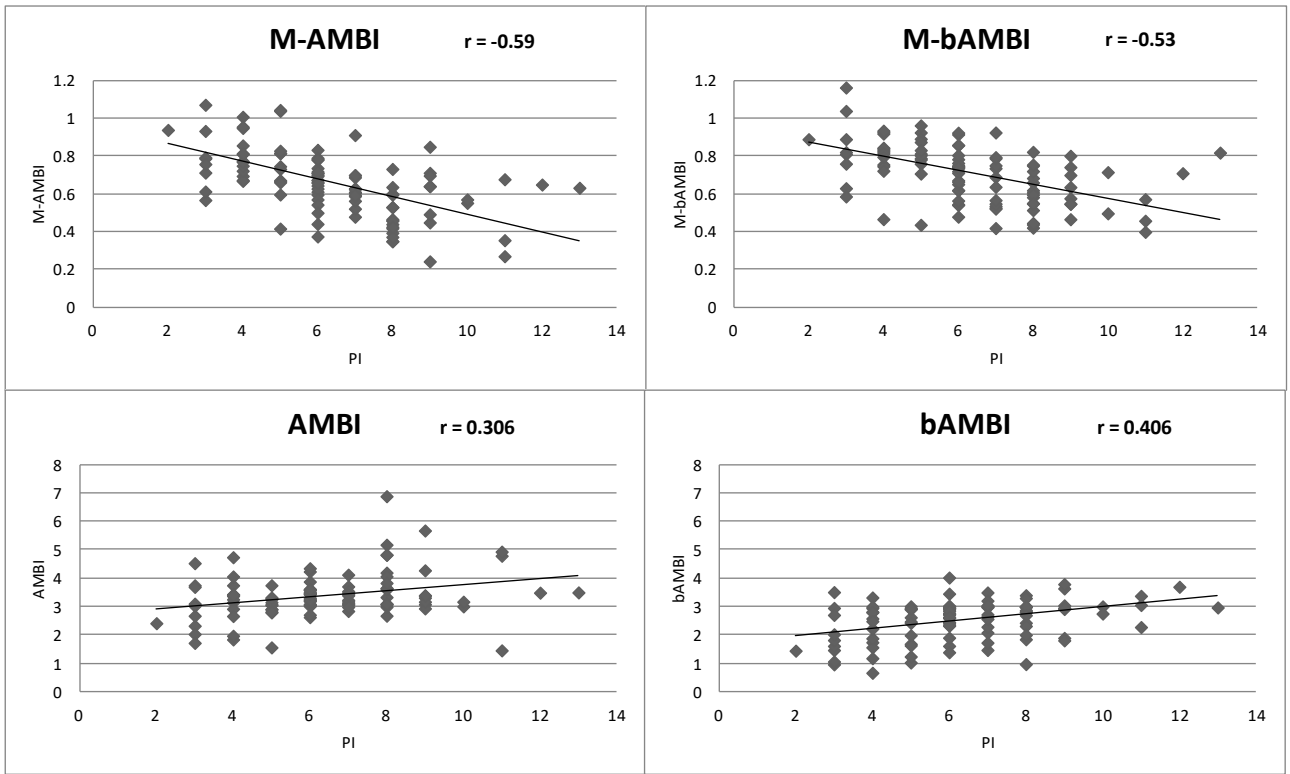 M-AMBI r = -0.59
1.2
1
0.8
0.6
0.4
0.2
0
M-AMBI
0 2 4 6 8 10 12 14
PI
M-bAMBI r = -0.53
1.2
1
0.8
0.6
0.4
0.2
0
M-bAMBI
0 2 4 6 8 10 12 14
PI
AMBI r = 0.306
8
7
6
5
4
3
2
1
0
AMBI
0 2 4 6 8 10 12 14
PI
bAMBI r = 0.406
8
7
6
5
4
3
2
1
0
bAMBI
0 2 4 6 8 10 12 14
PI